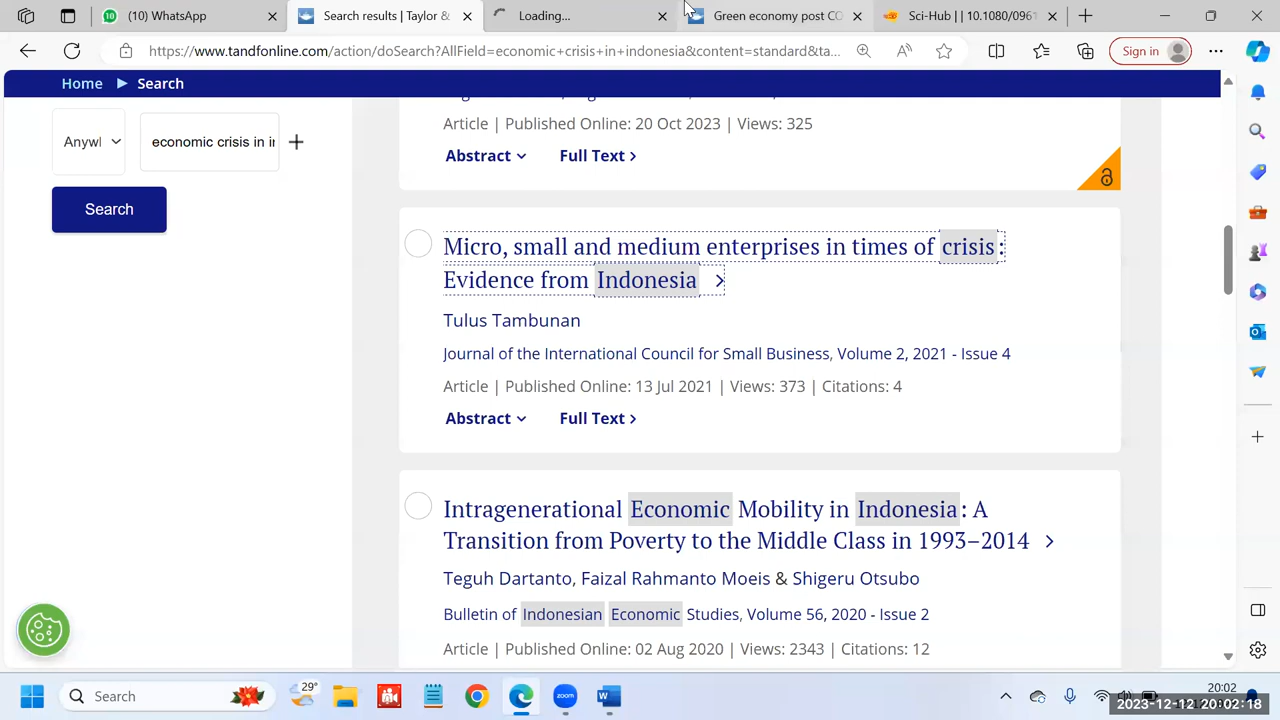 (10) WhatsApp
Search results | Taylor &
Loading...
Green economy post CO
Sci-Hub || 10.1080/096
https://www.tandfonline.com/action/doSearch?AllField=economic+crisis+in+indonesia&content=standard&ta...
Sign in
Home
Search
Article | Published Online: 20 Oct 2023 | Views: 325
Anywl
economic crisis in ir
Abstract
Full Text
Search
Micro, small and medium enterprises in times of crisis:
Evidence from Indonesia
Tulus Tambunan
Journal of the International Council for Small Business, Volume 2, 2021 - Issue 4
Article | Published Online: 13 Jul 2021 | Views: 373 | Citations: 4
Abstract
Full Text
Intragenerational Economic Mobility in Indonesia: A
Transition from Poverty to the Middle Class in 1993–2014
Teguh Dartanto, Faizal Rahmanto Moeis & Shigeru Otsubo
Bulletin of Indonesian Economic Studies, Volume 56, 2020 - Issue 2
Article | Published Online: 02 Aug 2020 | Views: 2343 | Citations: 12
Search
29°
zoom
20:02
2023-12-12 20:02:18